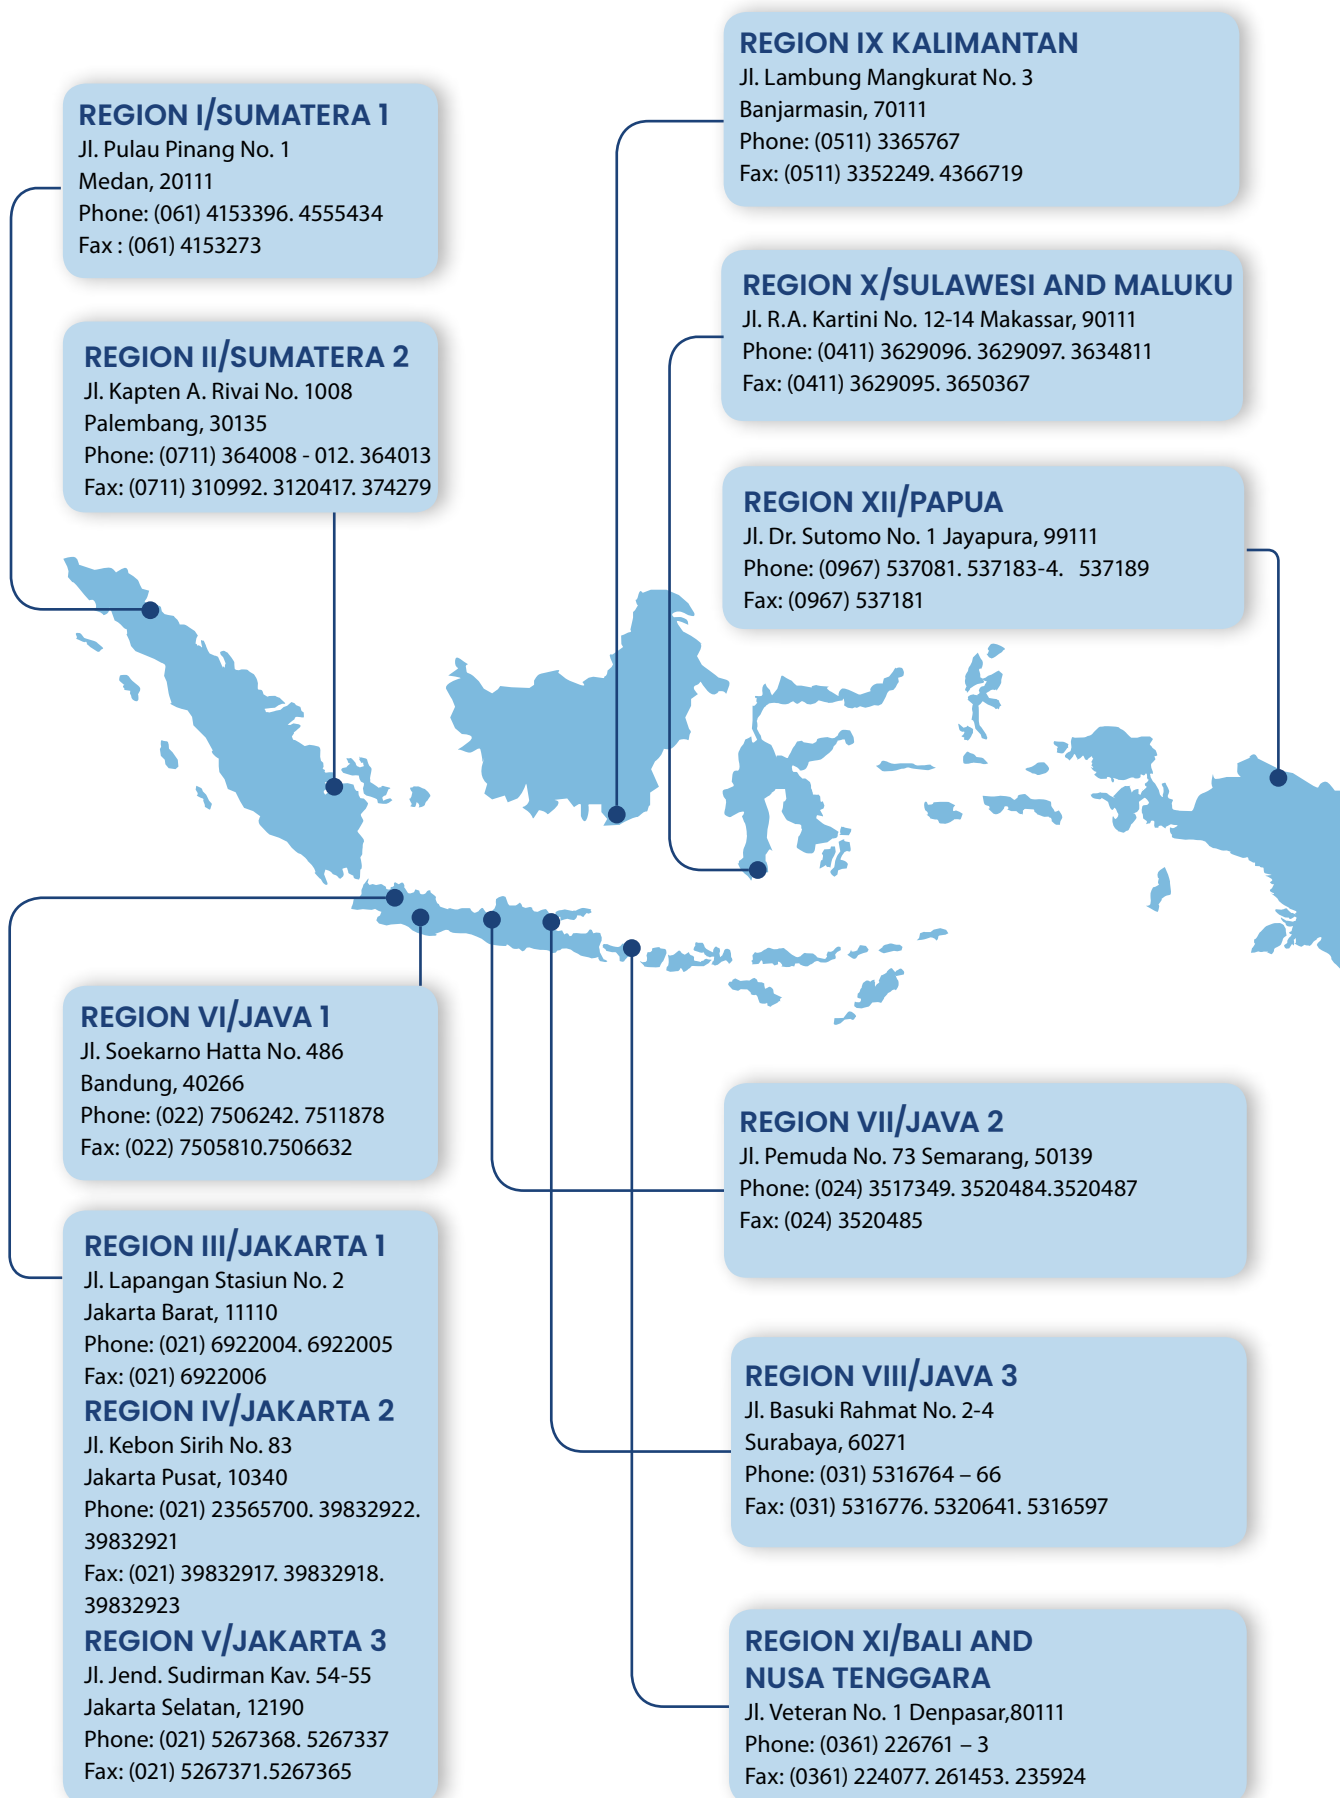 REGION I/SUMATERA 1
Jl. Pulau Pinang No. 1
Medan, 20111
Phone: (061) 4153396. 4555434
Fax : (061) 4153273
REGION II/SUMATERA 2
Jl. Kapten A. Rivai No. 1008
Palembang, 30135
Phone: (0711) 364008 - 012. 364013
Fax: (0711) 310992. 3120417. 374279
REGION IX KALIMANTAN
Jl. Lambung Mangkurat No. 3
Banjarmasin, 70111
Phone: (0511) 3365767
Fax: (0511) 3352249. 4366719
REGION X/SULAWESI AND MALUKU
Jl. R.A. Kartini No. 12-14 Makassar, 90111
Phone: (0411) 3629096. 3629097. 3634811
Fax: (0411) 3629095. 3650367
REGION XII/PAPUA
Jl. Dr. Sutomo No. 1 Jayapura, 99111
Phone: (0967) 537081. 537183-4. 537189
Fax: (0967) 537181
REGION VI/JAVA 1
Jl. Soekarno Hatta No. 486
Bandung, 40266
Phone: (022) 7506242. 7511878
Fax: (022) 7505810.7506632
REGION III/JAKARTA 1
Jl. Lapangan Stasiun No. 2
Jakarta Barat, 11110
Phone: (021) 6922004. 6922005
Fax: (021) 6922006
REGION IV/JAKARTA 2
Jl. Kebon Sirih No. 83
Jakarta Pusat, 10340
Phone: (021) 23565700. 39832922.
39832921
Fax: (021) 39832917. 39832918.
39832923
REGION V/JAKARTA 3
Jl. Jend. Sudirman Kav. 54-55
Jakarta Selatan, 12190
Phone: (021) 5267368. 5267337
Fax: (021) 5267371.5267365
REGION VII/JAVA 2
Jl. Pemuda No. 73 Semarang, 50139
Phone: (024) 3517349. 3520484.3520487
Fax: (024) 3520485
REGION VIII/JAVA 3
Jl. Basuki Rahmat No. 2-4
Surabaya, 60271
Phone: (031) 5316764 – 66
Fax: (031) 5316776. 5320641. 5316597
REGION XI/BALI AND
NUSA TENGGARA
Jl. Veteran No. 1 Denpasar,80111
Phone: (0361) 226761 – 3
Fax: (0361) 224077. 261453. 235924